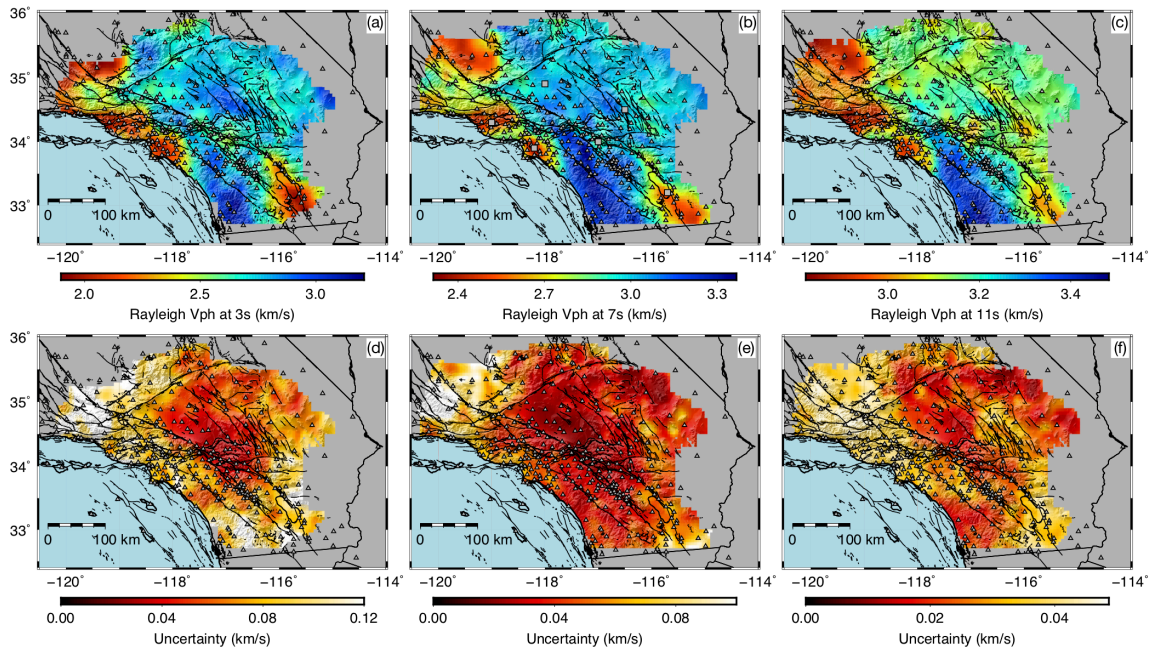 36˚
35˚
34˚
33˚
(a)
0 100 km
−120˚ −118˚ −116˚
2.0 2.5 3.0
Rayleigh Vph at 3s (km/s)
(b)
0 100 km
−120˚ −118˚ −116˚
2.4 2.7 3.0 3.3
Rayleigh Vph at 7s (km/s)
(c)
0 100 km
−120˚ −118˚ −116˚ −114˚
3.0 3.2 3.4
Rayleigh Vph at 11s (km/s)
36˚
35˚
34˚
33˚
(d)
0 100 km
−120˚ −118˚ −116˚
0.00 0.04 0.08 0.12
Uncertainty (km/s)
(e)
0 100 km
−120˚ −118˚ −116˚
0.00 0.04 0.08
Uncertainty (km/s)
(f)
0 100 km
−120˚ −118˚ −116˚ −114˚
0.00 0.02 0.04
Uncertainty (km/s)